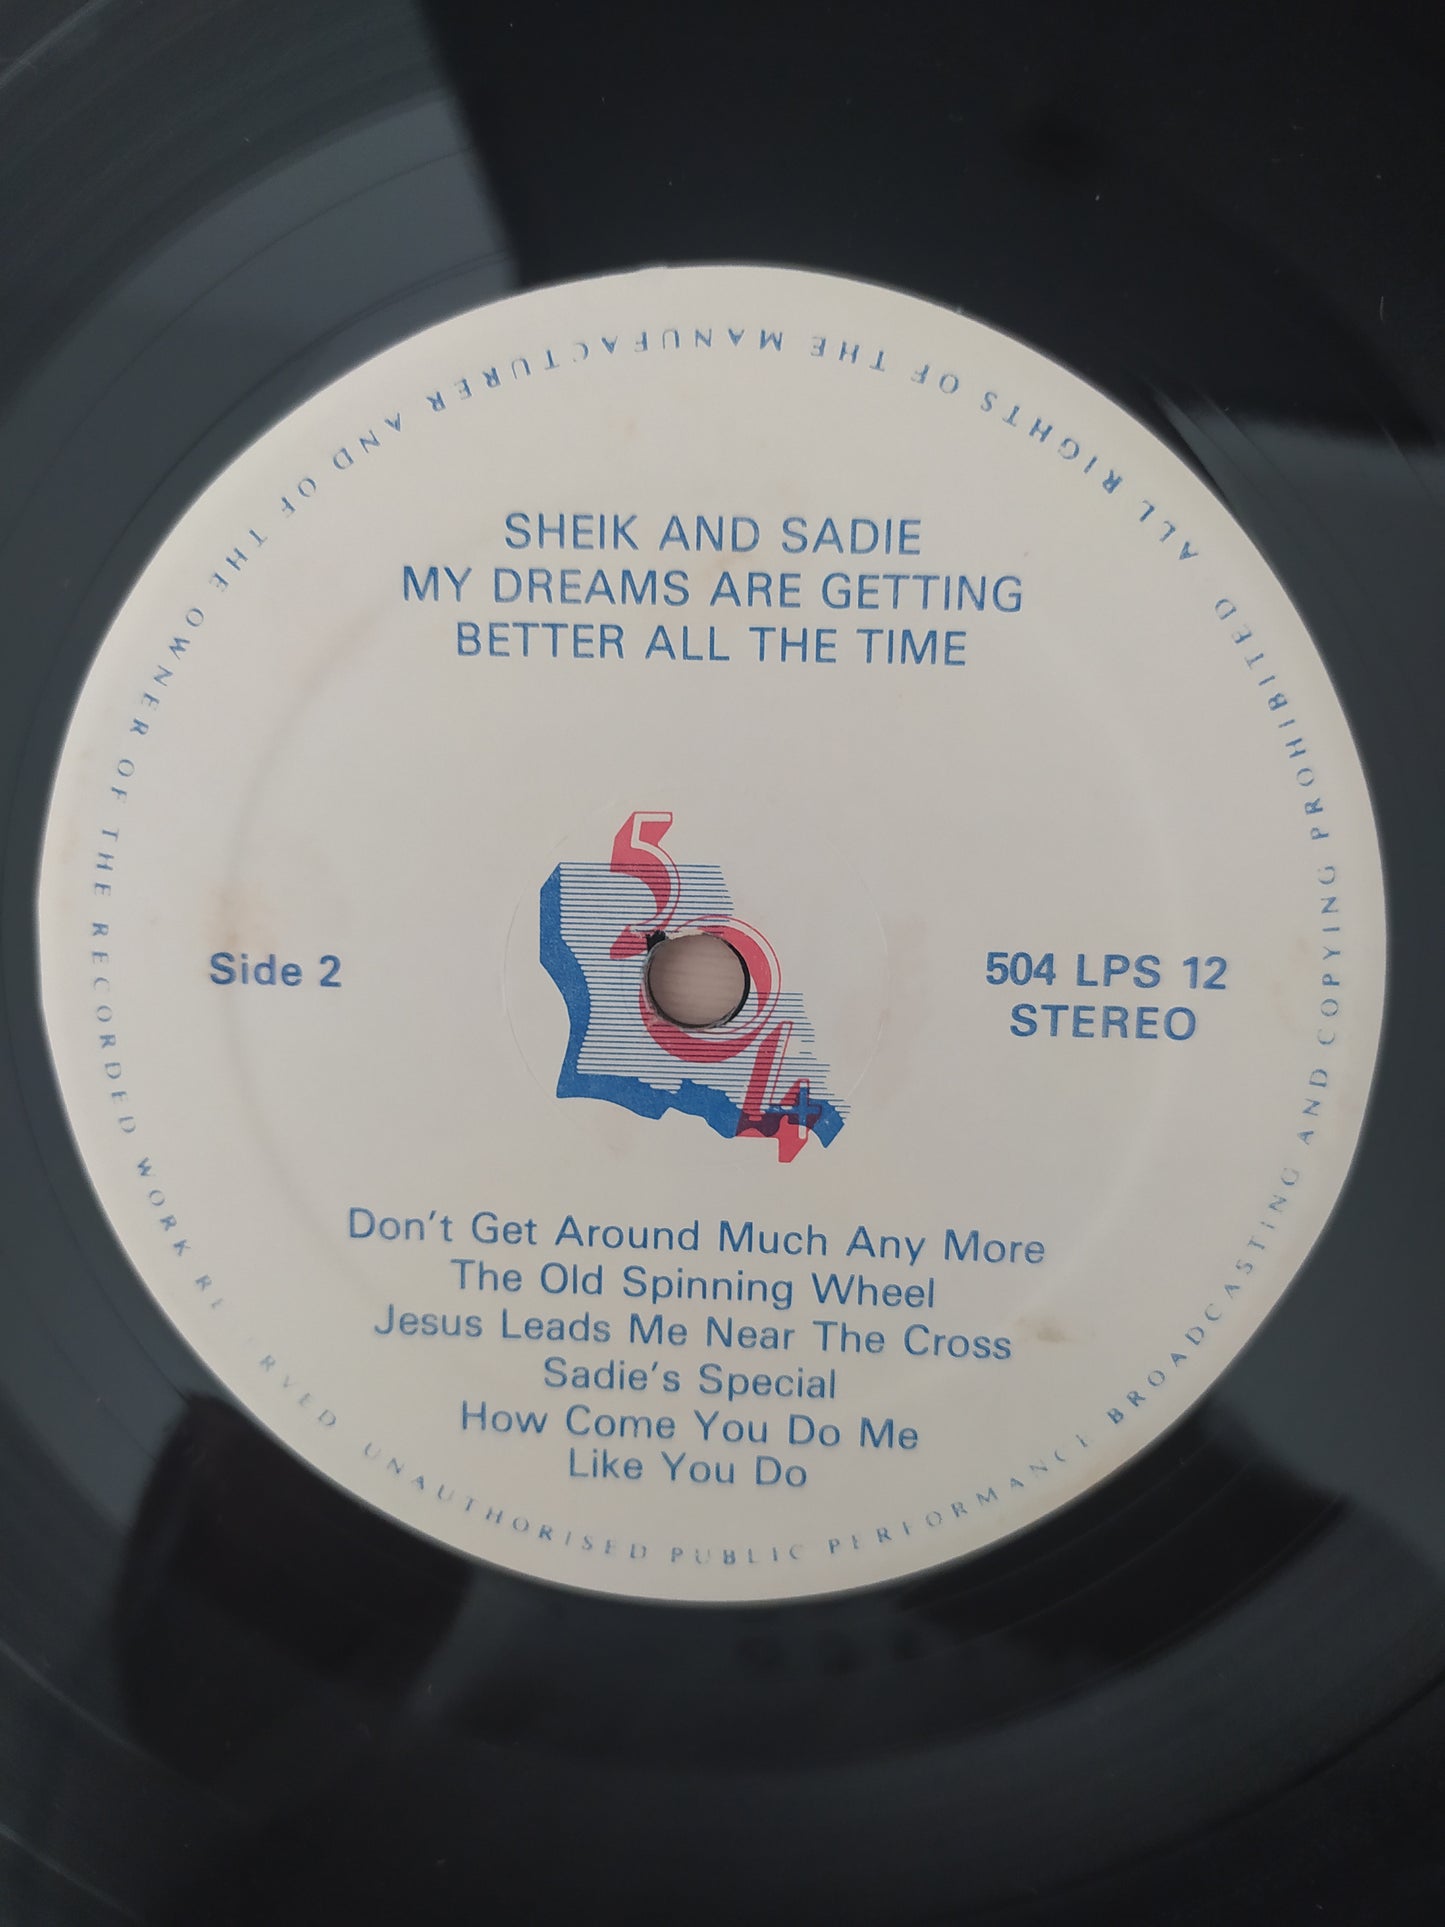 SHEIK AND SADIE
MY DREAMS ARE GETTING
BETTER ALL THE TIME
504
Side 2
504 LPS 12
STEREO
Don't Get Around Much Any More
The Old Spinning Wheel
Jesus Leads Me Near The Cross
Sadie's Special
How Come You Do Me
Like You Do
ALL RIGHTS OF THE MANUFACTURER AND OF THE OWNER OF THE RECORDED WORK RESERVED UNAUTHORISED PUBLIC PERFORMANCE BROADCASTING AND COPYING PROHIBITED